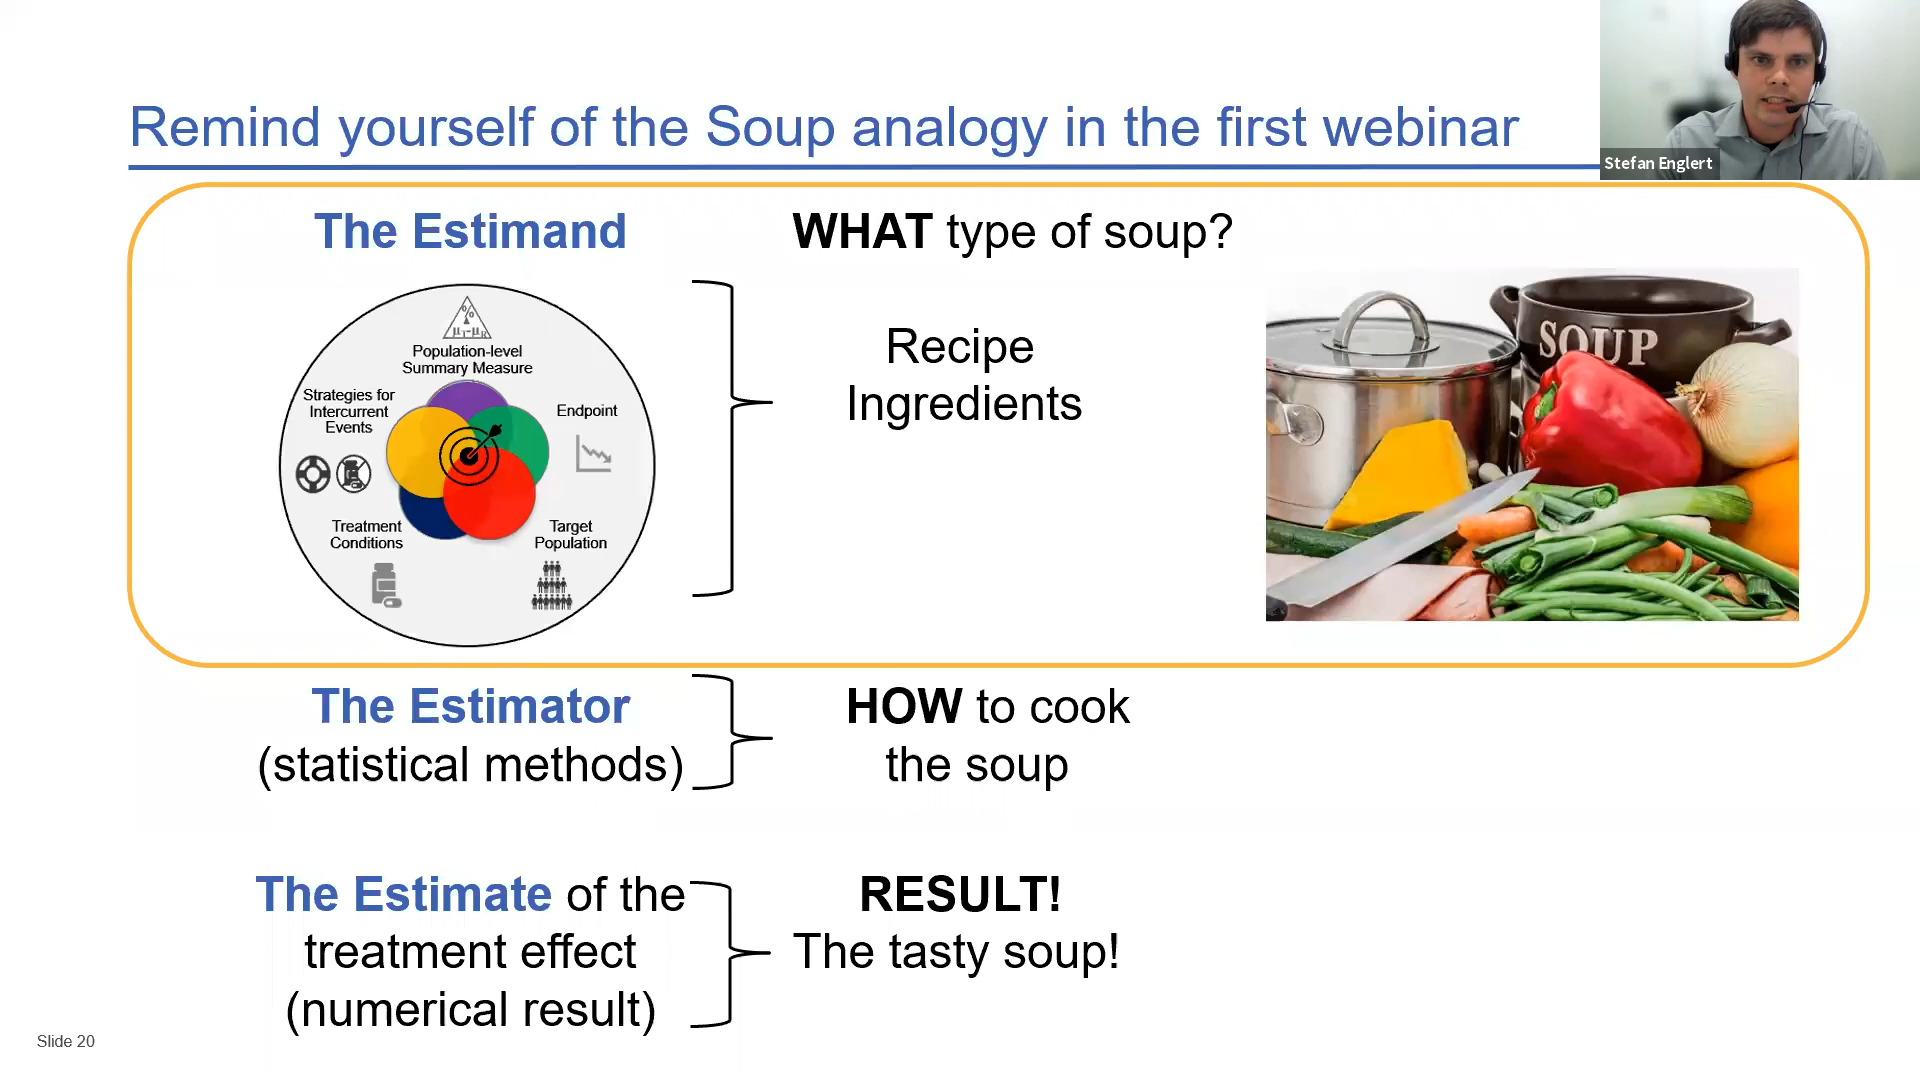 Remind yourself of the Soup analogy in the first webinar
Stefan Englert
The Estimand
WHAT type of soup?
%
μT-μR
Population-level
Summary Measure
Strategies for
Intercurrent
Events
Endpoint
Treatment
Conditions
Target
Population
Recipe
Ingredients
SOUP
The Estimator
(statistical methods)
HOW to cook
the soup
The Estimate of the
treatment effect
(numerical result)
RESULT!
The tasty soup!
Slide 20